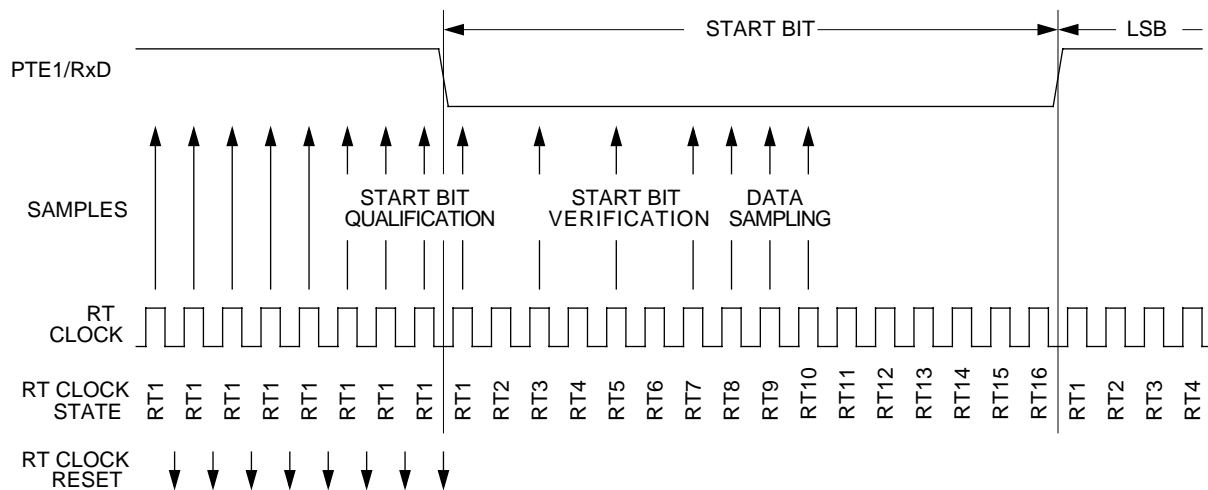 START BIT
LSB
PTE1/RxD
SAMPLES
START BIT
QUALIFICATION
START BIT
VERIFICATION
DATA
SAMPLING
RT
CLOCK
RT CLOCK
STATE
RT1
RT1
RT1
RT1
RT1
RT1
RT1
RT1
RT1
RT2
RT3
RT4
RT5
RT6
RT7
RT8
RT9
RT10
RT11
RT12
RT13
RT14
RT15
RT16
RT1
RT2
RT3
RT4
RT CLOCK
RESET